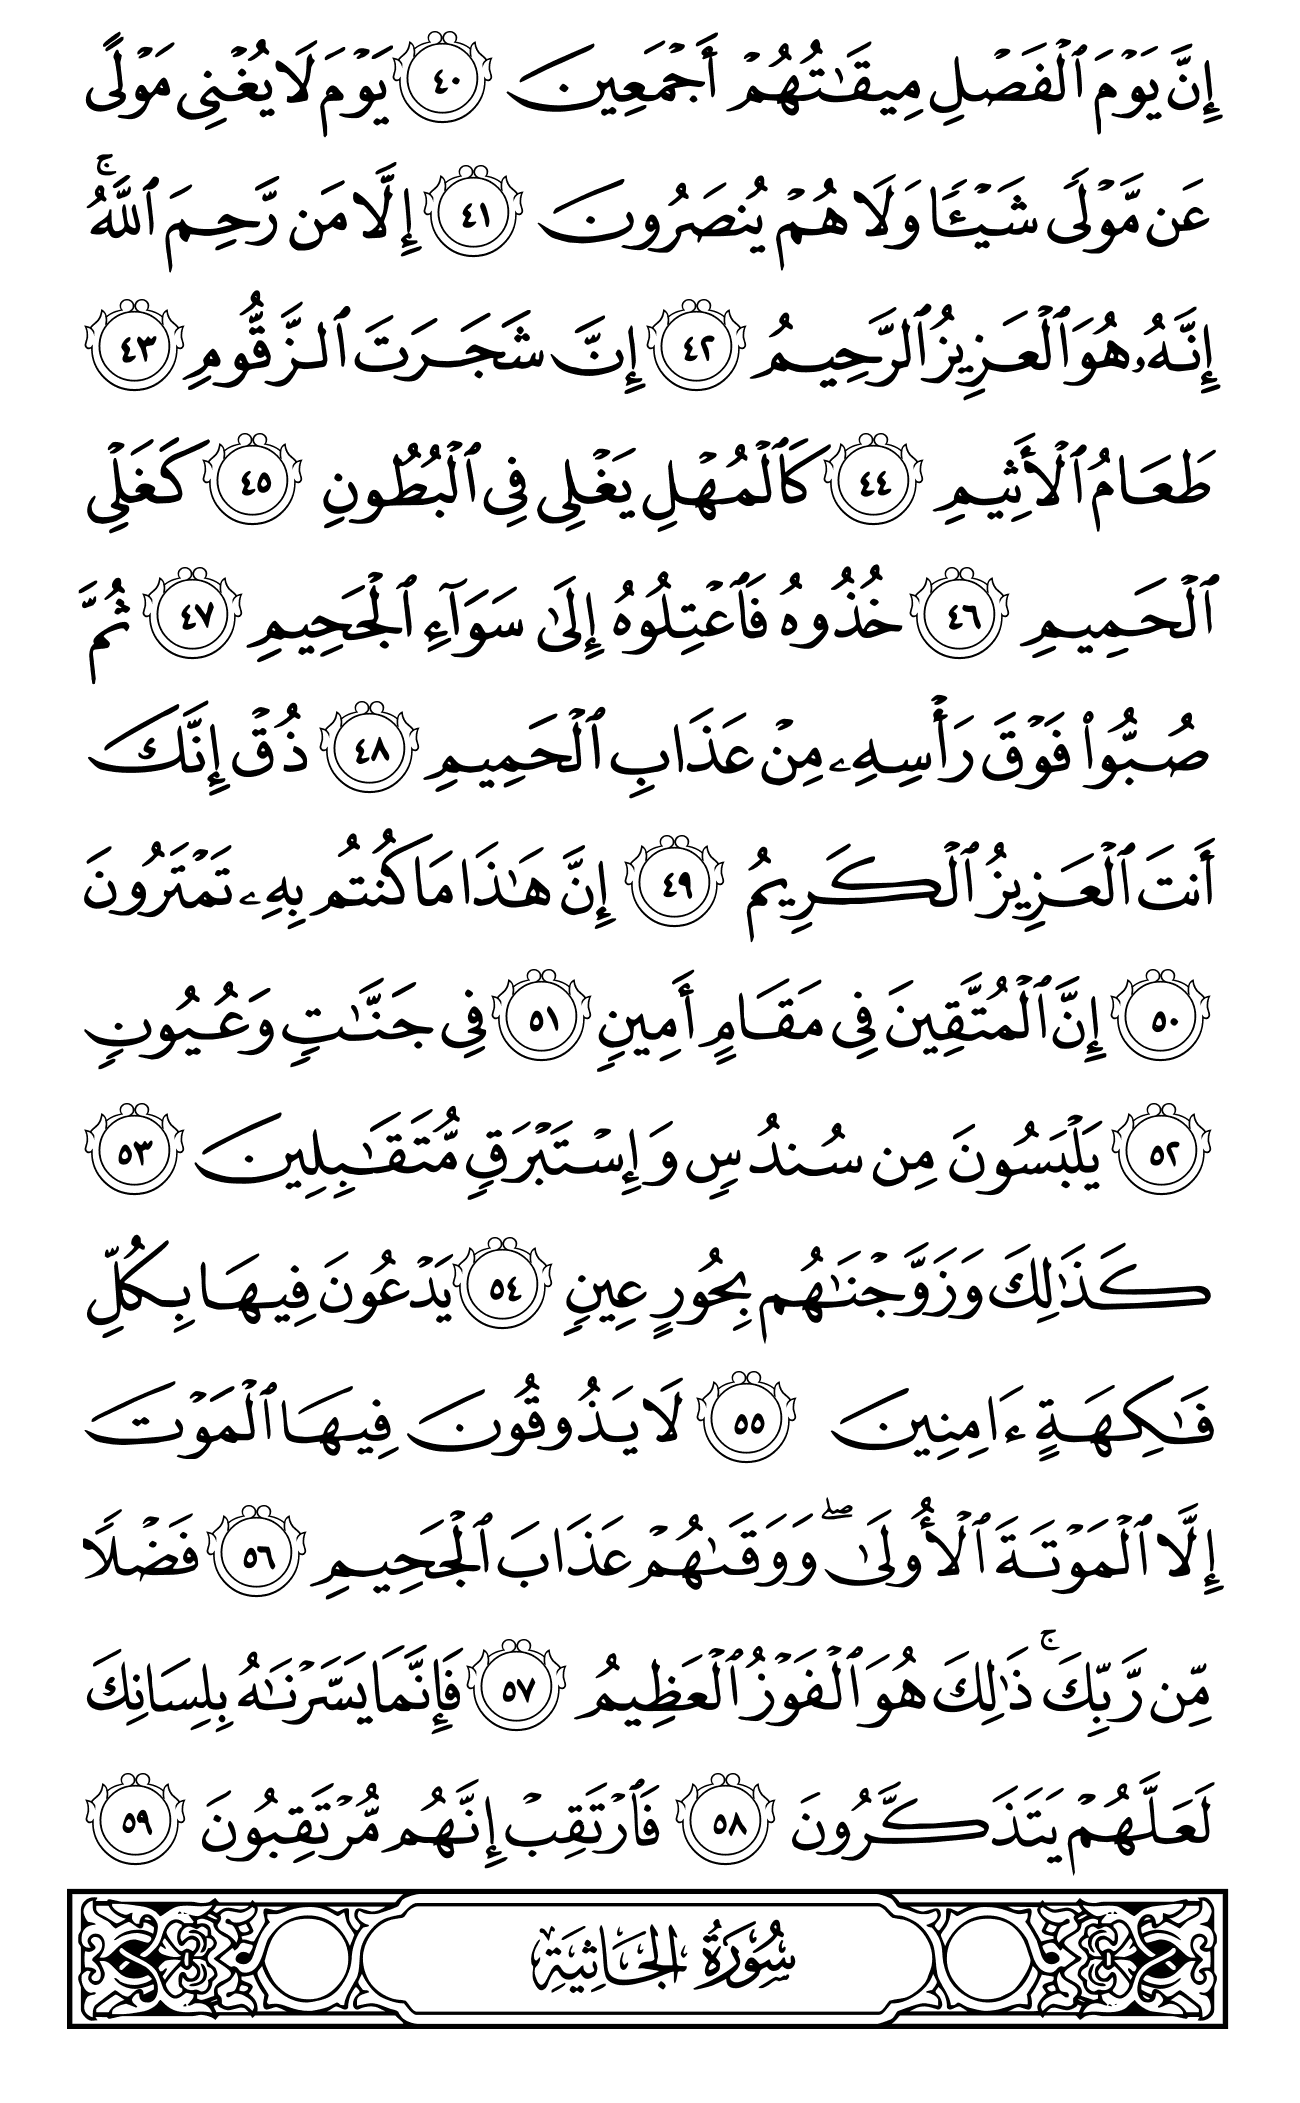 إِنَّ يَوْمَ ٱلْفَصْلِ مِيقَـٰتُهُمْ أَجْمَعِينَ ٤٠ يَوْمَ لَا يُغْنِى مَوْلًى
عَن مَّوْلًى شَيْـًٔا وَلَا هُمْ يُنصَرُونَ ٤١ إِلَّا مَن رَّحِمَ ٱللَّهُ ۚ
إِنَّهُۥ هُوَ ٱلْعَزِيزُ ٱلرَّحِيمُ ٤٢ إِنَّ شَجَرَتَ ٱلزَّقُّومِ ٤٣
طَعَامُ ٱلْأَثِيمِ ٤٤ كَٱلْمُهْلِ يَغْلِى فِى ٱلْبُطُونِ ٤٥ كَغَلْىِ
ٱلْحَمِيمِ ٤٦ خُذُوهُ فَٱعْتِلُوهُ إِلَىٰ سَوَآءِ ٱلْجَحِيمِ ٤٧ ثُمَّ
صُبُّوا۟ فَوْقَ رَأْسِهِۦ مِنْ عَذَابِ ٱلْحَمِيمِ ٤٨ ذُقْ إِنَّكَ
أَنتَ ٱلْعَزِيزُ ٱلْكَرِيمُ ٤٩ إِنَّ هَـٰذَا مَا كُنتُم بِهِۦ تَمْتَرُونَ
٥٠ إِنَّ ٱلْمُتَّقِينَ فِى مَقَامٍ أَمِينٍ ٥١ فِى جَنَّـٰتٍ وَعُيُونٍ
٥٢ يَلْبَسُونَ مِن سُندُسٍ وَإِسْتَبْرَقٍ مُّتَقَـٰبِلِينَ ٥٣
كَذَٰلِكَ وَزَوَّجْنَـٰهُم بِحُورٍ عِينٍ ٥٤ يَدْعُونَ فِيهَا بِكُلِّ
فَـٰكِهَةٍ ءَامِنِينَ ٥٥ لَا يَذُوقُونَ فِيهَا ٱلْمَوْتَ
إِلَّا ٱلْمَوْتَةَ ٱلْأُولَىٰ ۖ وَوَقَىٰهُمْ عَذَابَ ٱلْجَحِيمِ ٥٦ فَضْلًا
مِّن رَّبِّكَ ۚ ذَٰلِكَ هُوَ ٱلْفَوْزُ ٱلْعَظِيمُ ٥٧ فَإِنَّمَا يَسَّرْنَـٰهُ بِلِسَانِكَ
لَعَلَّهُمْ يَتَذَكَّرُونَ ٥٨ فَٱرْتَقِبْ إِنَّهُم مُّرْتَقِبُونَ ٥٩
سُورَةُ الجَاثِيَةِ